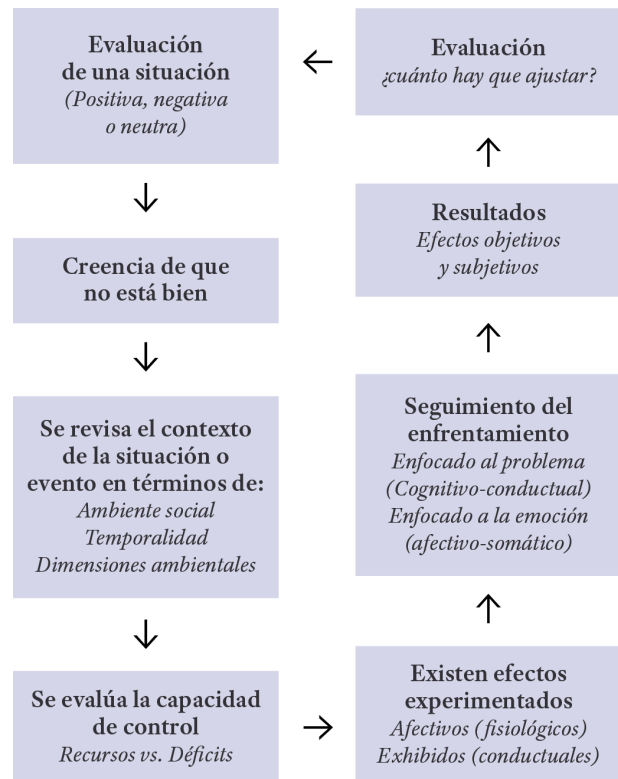 Evaluación
de una situación
(Positiva, negativa
o neutra)
Creencia de que
no está bien
Se revisa el contexto
de la situación o
evento en términos de:
Ambiente social
Temporalidad
Dimensiones ambientales
Se evalúa la capacidad
de control
Recursos vs. Déficits
Existen efectos
experimentados
Afectivos (fisiológicos)
Exhibidos (conductuales)
Seguimiento del
enfrentamiento
Enfocado al problema
(Cognitivo-conductual)
Enfocado a la emoción
(afectivo-somático)
Resultados
Efectos objetivos
y subjetivos
Evaluación
¿cuánto hay que ajustar?